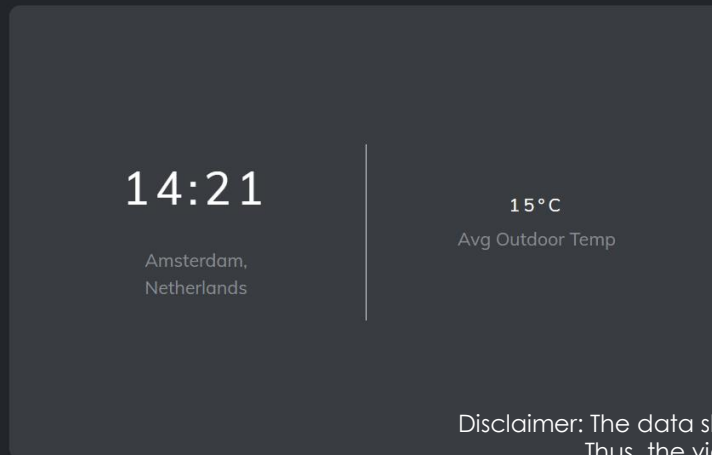 14:21
Amsterdam,
Netherlands
15°C
Avg Outdoor Temp
Disclaimer: The data
Thus, the